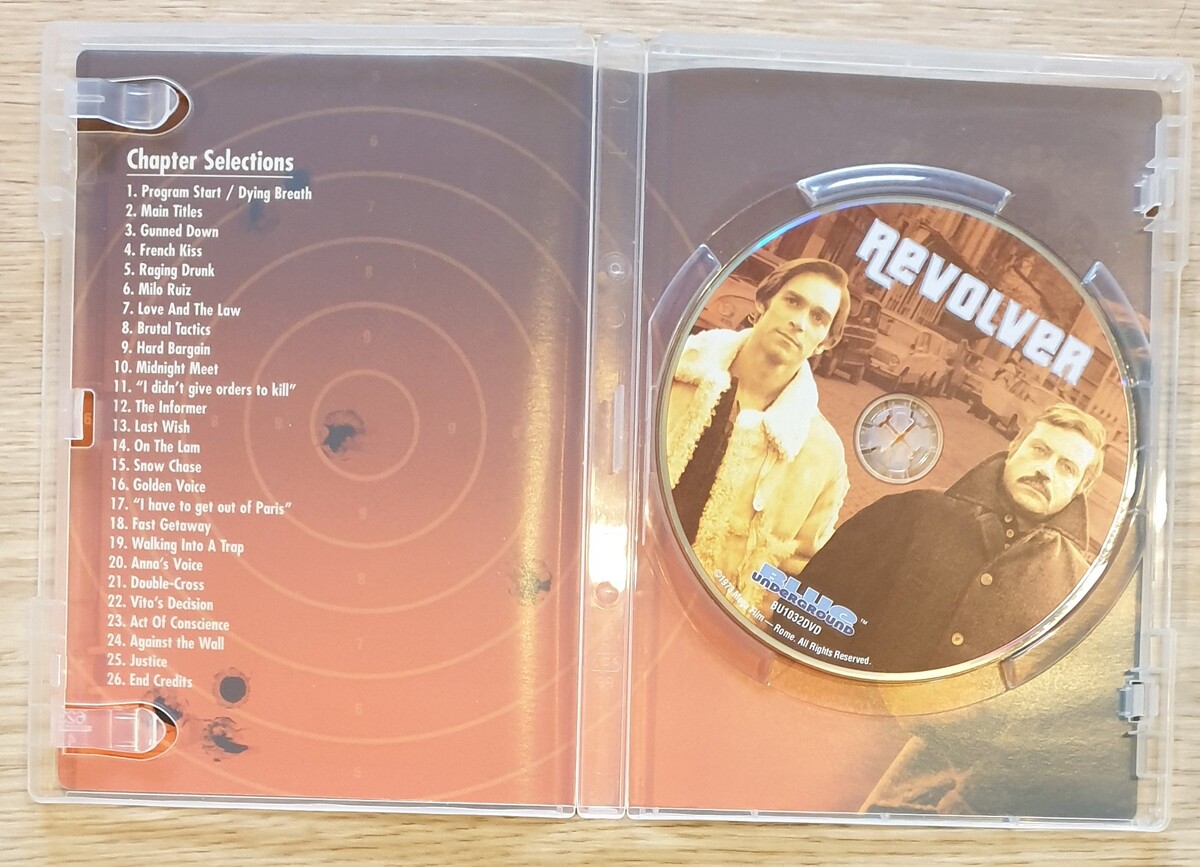 Chapter Selections
1. Program Start / Dying Breath
2. Main Titles
3. Gunned Down
4. French Kiss
5. Raging Drunk
6. Milo Ruiz
7. Love And The Law
8. Brutal Tactics
9. Hard Bargain
10. Midnight Meet
11. "I didn't give orders to kill"
12. The Informer
13. Last Wish
14. On The Lam
15. Snow Chase
16. Golden Voice
17. "I have to get out of Paris"
18. Fast Getaway
19. Walking Into A Trap
20. Anna's Voice
21. Double-Cross
22. Vito's Decision
23. Act Of Conscience
24. Against the Wall
25. Justice
26. End Credits
REVOLVER
BLUE
UNDERGROUND™
BU1032DVD
Film — Rome. All Rights Reserved.